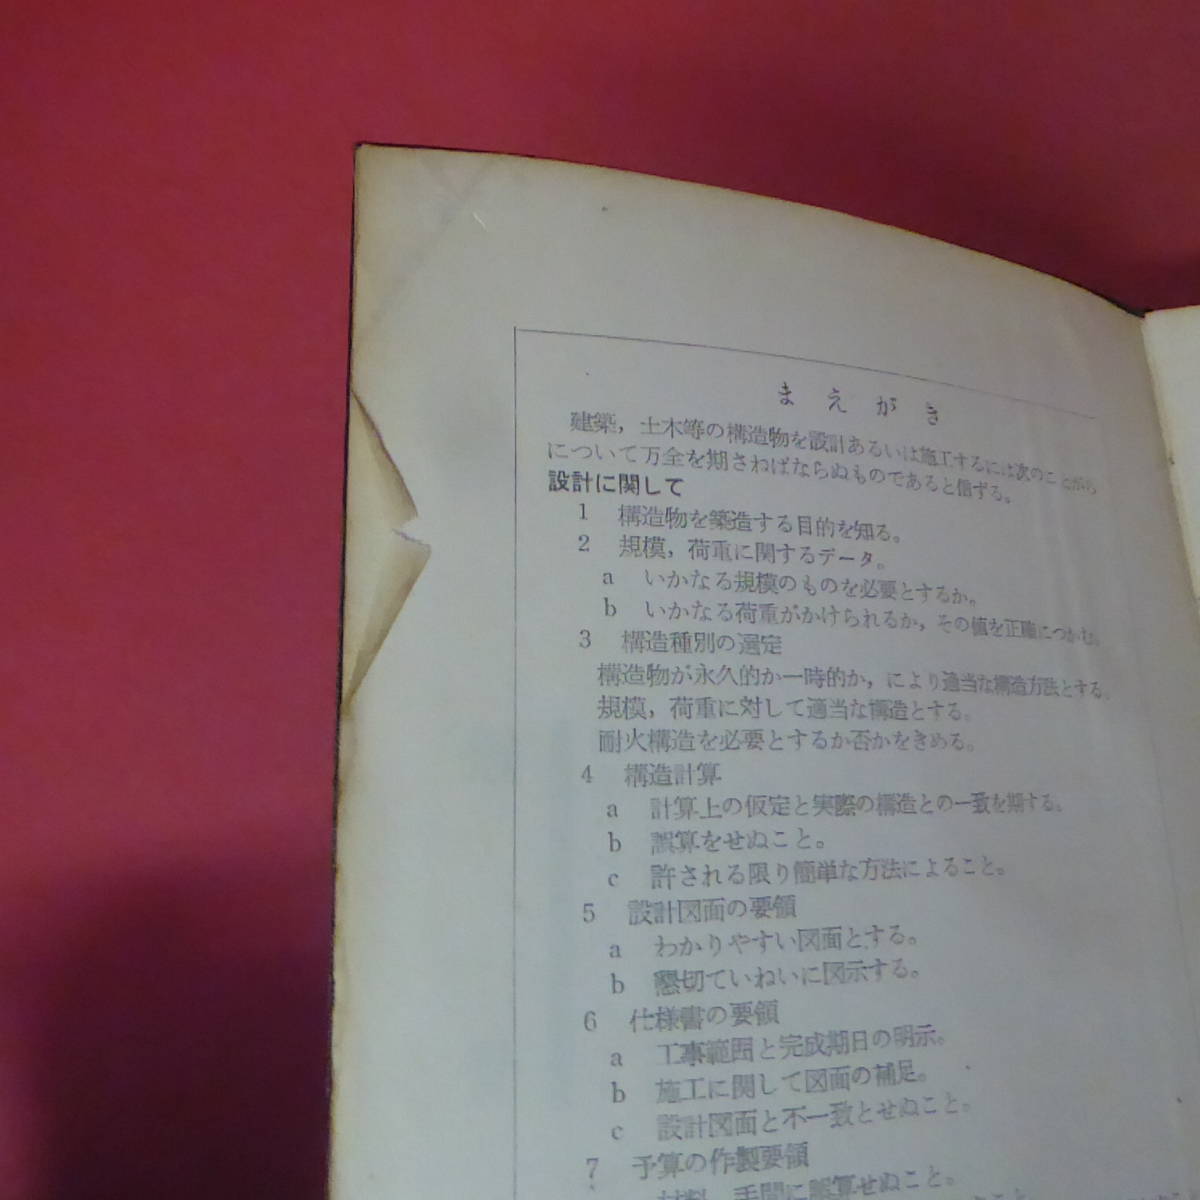 まえがき
建築，土木等の構造物を設計あるいは施工するには次のことがら
について万全を期さねばならぬものであると信ずる。
設計に関して
1 構造物を築造する目的を知る。
2 規模，荷重に関するデータ。
a いかなる規模のものを必要とするか。
b いかなる荷重がかけられるか，その値を正確につかむ。
3 構造種別の選定
構造物が永久的か一時的か，により適当な構造方法とする。
規模，荷重に対して適当な構造とする。
耐火構造を必要とするか否かをきめる。
4 構造計算
a 計算上の仮定と実際の構造との一致を期する。
b 誤算をせぬこと。
c 許される限り簡単な方法によること。
5 設計図面の要領
a わかりやすい図面とする。
b 懇切ていねいに図示する。
6 仕様書の要領
a 工事範囲と完成期日の明示。
b 施工に関して図面の補足。
c 設計図面と不一致とせぬこと。
7 予算の作製要領
材料，手間に誤算せぬこと。